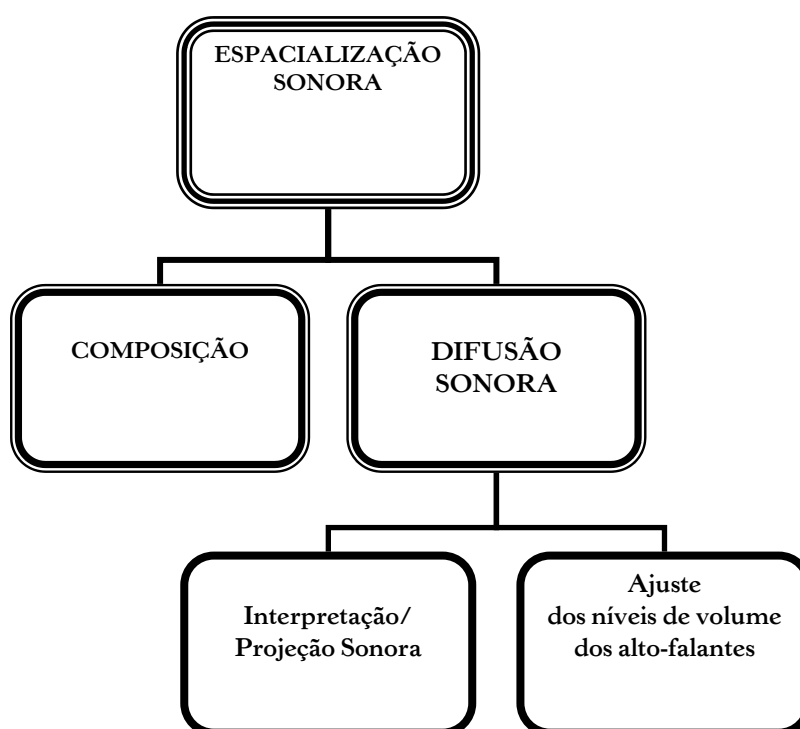 ESPACIALIZAÇÃO
SONORA
COMPOSIÇÃO
DIFUSÃO
SONORA
Interpretação/
Projeção Sonora
Ajuste
dos níveis de volume
dos alto-falantes